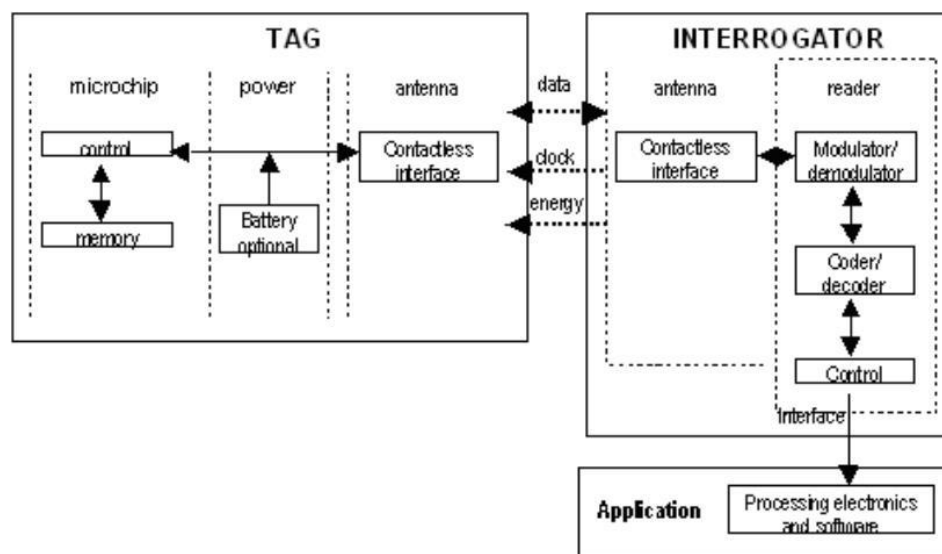 TAG
microchip
power
antenna
control
memory
Battery
optional
Contactless
interface
data
clock
energy
INTERROGATOR
antenna
reader
Contactless
interface
Modulator/
demodulator
Coder/
decoder
Control
Interface
Application
Processing electronics
and software